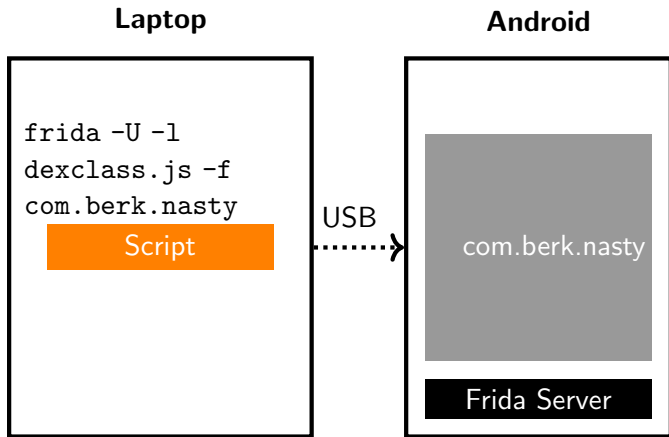 Laptop
frida -U -l
dexclass.js -f
com.berk.nasty
Script
USB
Android
com.berk.nasty
Frida Server